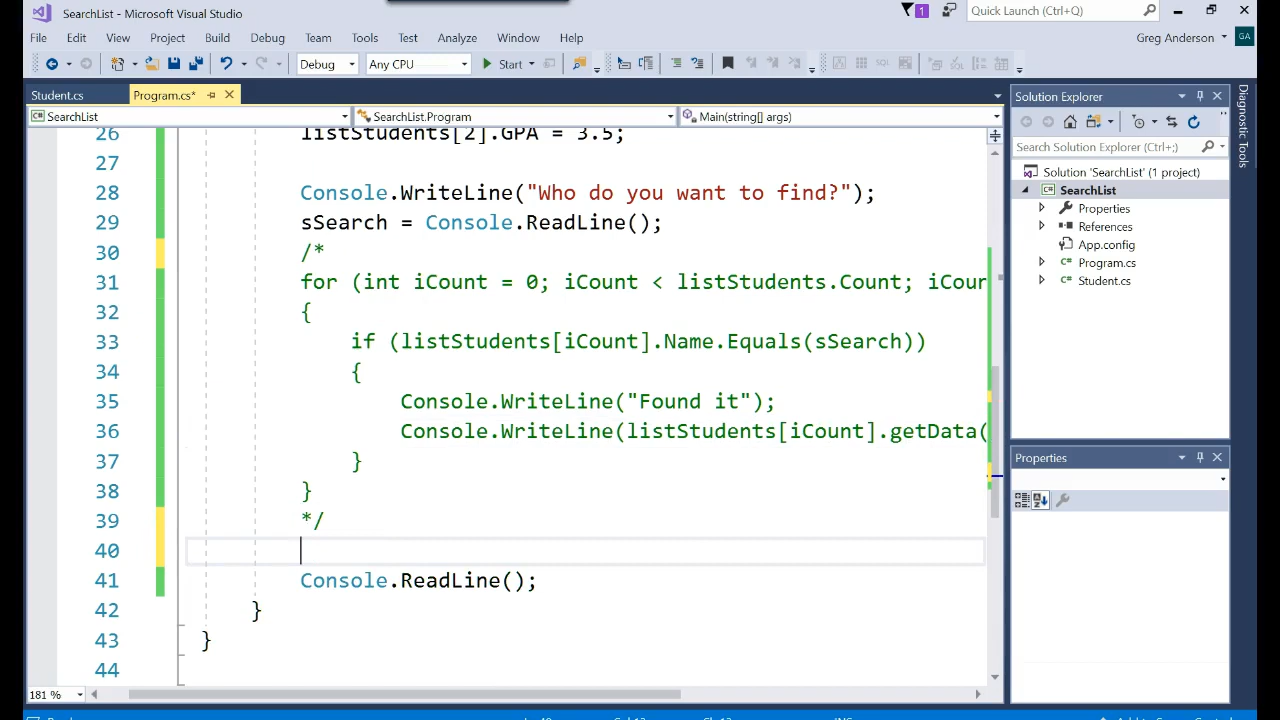 SearchList - Microsoft Visual Studio
1
Quick Launch (Ctrl+Q)
File Edit View Project Build Debug Team Tools Test Analyze Window Help
Greg Anderson
GA
Debug Any CPU Start
Student.cs Program.cs*
SearchList SearchList.Program Main(string[] args)
26 listStudents[2].GPA = 3.5;
27
28 Console.WriteLine("Who do you want to find?");
29 sSearch = Console.ReadLine();
30 /*
31 for (int iCount = 0; iCount < listStudents.Count; iCoun
32 {
33 if (listStudents[iCount].Name.Equals(sSearch))
34 {
35 Console.WriteLine("Found it");
36 Console.WriteLine(listStudents[iCount].getData(
37 }
38 }
39 */
40
41 Console.ReadLine();
42 }
43 }
44
181 %
Solution Explorer
Search Solution Explorer (Ctrl+;)
Solution 'SearchList' (1 project)
SearchList
Properties
References
App.config
Program.cs
Student.cs
Properties
Diagnostic Tools